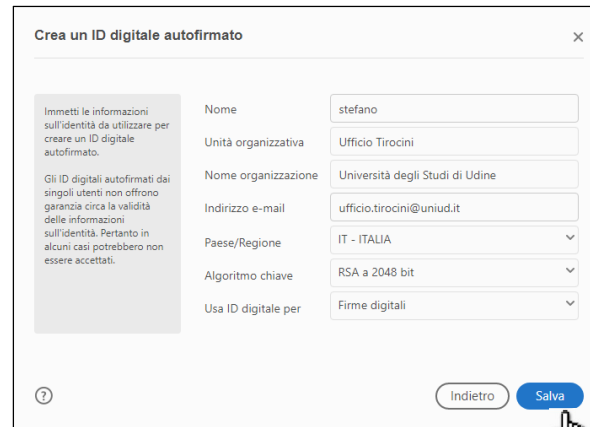 Crea un ID digitale autofirmato
Immetti le informazioni
sull'identità da utilizzare per
creare un ID digitale
autofirmato.
Gli ID digitali autofirmati dai
singoli utenti non offrono
garanzia circa la validità
delle informazioni
sull'identità. Pertanto in
alcuni casi potrebbero non
essere accettati.
Nome stefano
Unità organizzativa Ufficio Tirocini
Nome organizzazione Università degli Studi di Udine
Indirizzo e-mail ufficio.tirocini@uniud.it
Paese/Regione IT - ITALIA
Algoritmo chiave RSA a 2048 bit
Usa ID digitale per Firme digitali
? Indietro Salva